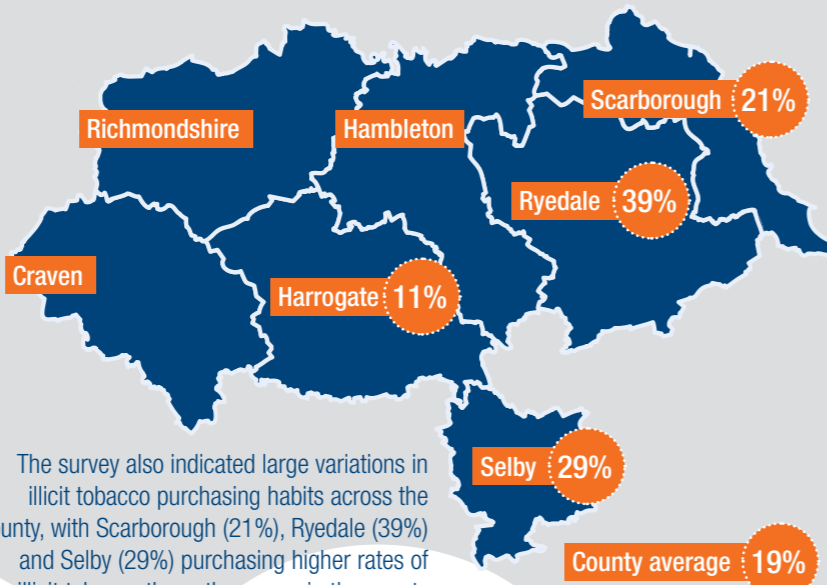 Scarborough 21%
Richmondshire
Hambleton
Ryedale 39%
Craven
Harrogate 11%
The survey also indicated large variations in
illicit tobacco purchasing habits across the
county, with Scarborough (21%), Ryedale (39%)
and Selby (29%) purchasing higher rates of
Selby 29%
County average 19%